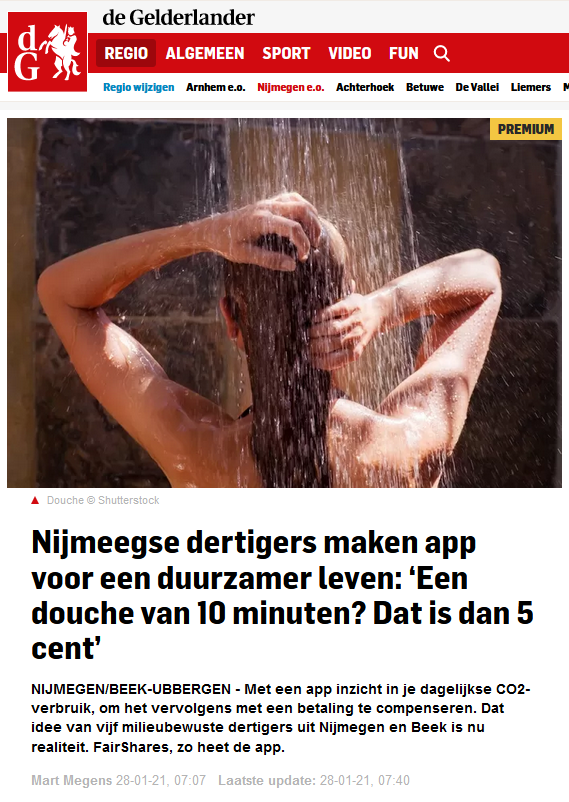 de Gelderlander
dG
REGIO ALGEMEEN SPORT VIDEO FUN
Regio wijzigen Arnhem e.o. Nijmegen e.o. Achterhoek Betuwe De Vallei Liemers M
PREMIUM
Douche © Shutterstock
Nijmeegse dertigers maken app
voor een duurzamer leven: ‘Een
douche van 10 minuten? Dat is dan 5
cent’
NIJMEGEN/BEEK-UBBERGEN - Met een app inzicht in je dagelijkse CO2-
verbruik, om het vervolgens met een betaling te compenseren. Dat
idee van vijf milieubewuste dertigers uit Nijmegen en Beek is nu
realiteit. FairShares, zo heet de app.
Mart Megens 28-01-21, 07:07 Laatste update: 28-01-21, 07:40